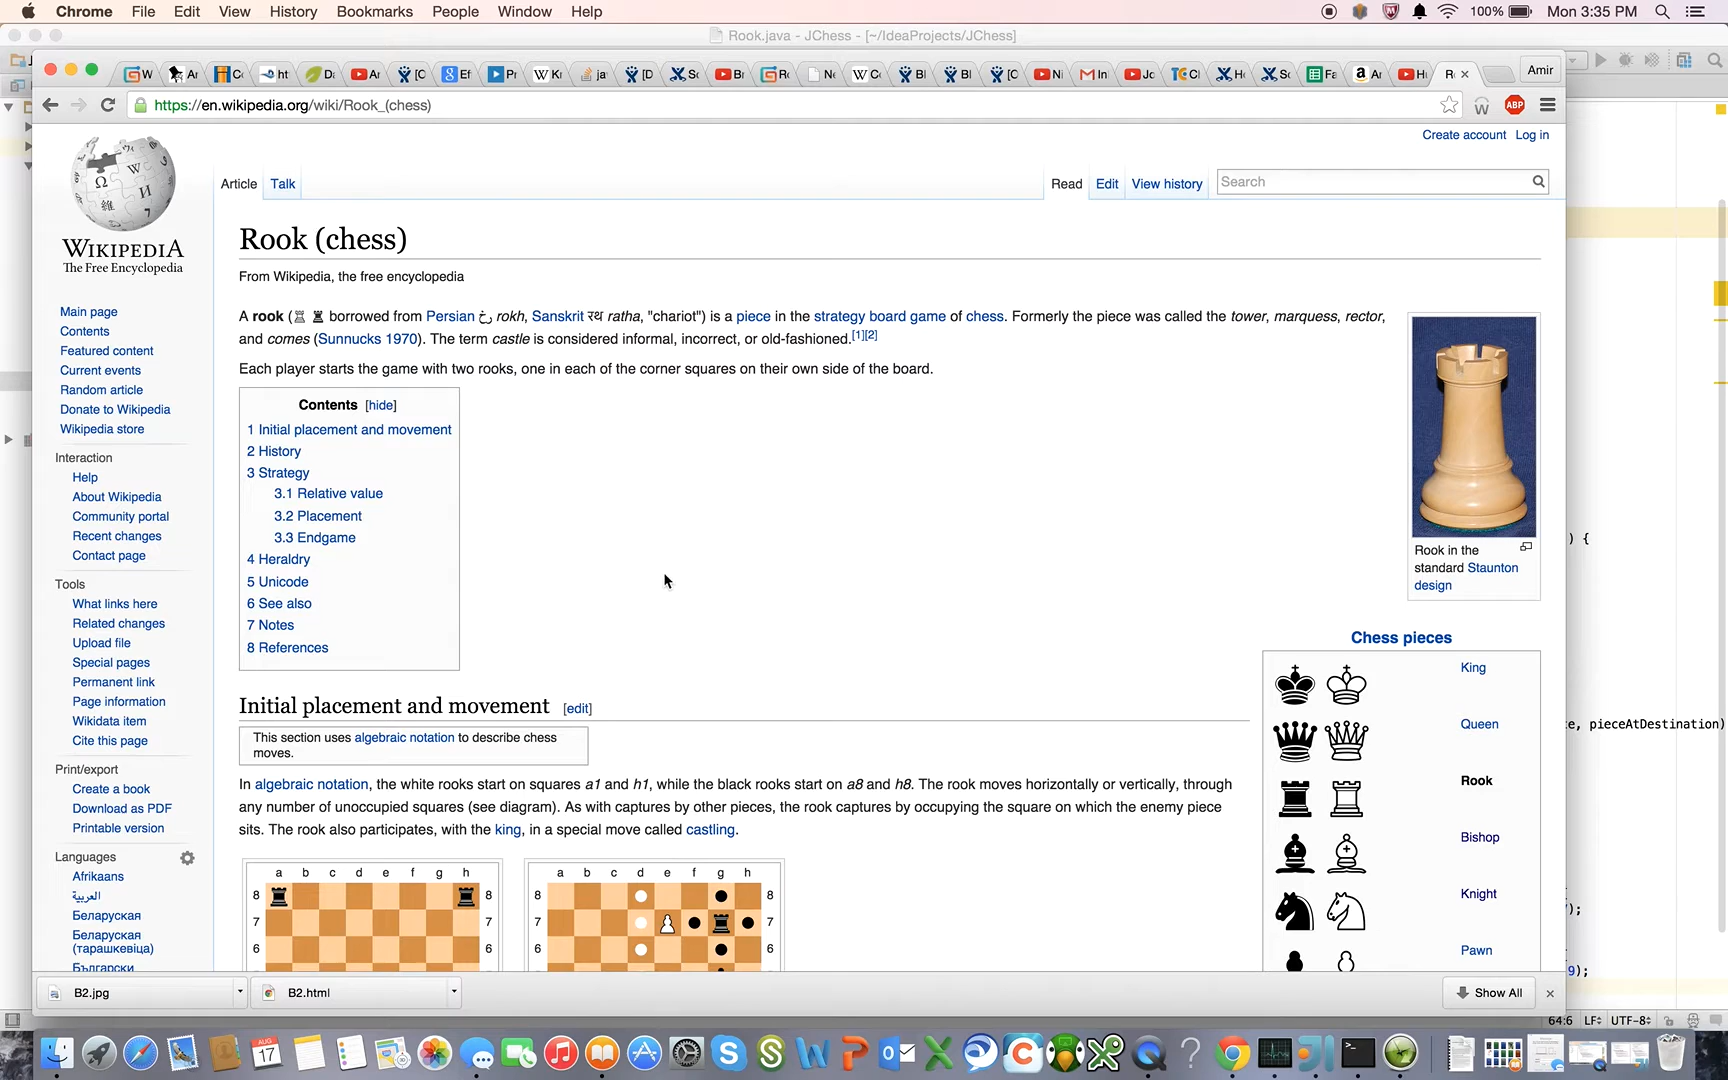 Chrome File Edit View History Bookmarks People Window Help 100% Mon 3:35 PM
Rook.java - JChess - [~/IdeaProjects/JChess]
Amir
https://en.wikipedia.org/wiki/Rook_(chess)
ABP
Create account Log in
Article Talk Read Edit View history Search
WIKIPEDIA
The Free Encyclopedia
Main page
Contents
Featured content
Current events
Random article
Donate to Wikipedia
Wikipedia store
Interaction
Help
About Wikipedia
Community portal
Recent changes
Contact page
Tools
What links here
Related changes
Upload file
Special pages
Permanent link
Page information
Wikidata item
Cite this page
Print/export
Create a book
Download as PDF
Printable version
Languages
Afrikaans
العربية
Беларуская
Беларуская
(тарашкевіца)
Български
Rook (chess)
From Wikipedia, the free encyclopedia
A rook (♖ ♜ borrowed from Persian رخ rokh, Sanskrit रथ ratha, "chariot") is a piece in the strategy board game of chess. Formerly the piece was called the tower, marquess, rector,
and comes (Sunnucks 1970). The term castle is considered informal, incorrect, or old-fashioned.[1][2]
Each player starts the game with two rooks, one in each of the corner squares on their own side of the board.
Contents [hide]
1 Initial placement and movement
2 History
3 Strategy
3.1 Relative value
3.2 Placement
3.3 Endgame
4 Heraldry
5 Unicode
6 See also
7 Notes
8 References
Rook in the
standard Staunton
design
Initial placement and movement [edit]
This section uses algebraic notation to describe chess
moves.
In algebraic notation, the white rooks start on squares a1 and h1, while the black rooks start on a8 and h8. The rook moves horizontally or vertically, through
any number of unoccupied squares (see diagram). As with captures by other pieces, the rook captures by occupying the square on which the enemy piece
sits. The rook also participates, with the king, in a special move called castling.
a b c d e f g h
8 8
7 7
6 6
a b c d e f g h
8 8
7 7
6 6
Chess pieces
King
Queen
Rook
Bishop
Knight
Pawn
) {
e, pieceAtDestination)
);
9);
B2.jpg B2.html Show All
64:6 LF÷ UTF-8÷
AUG
17